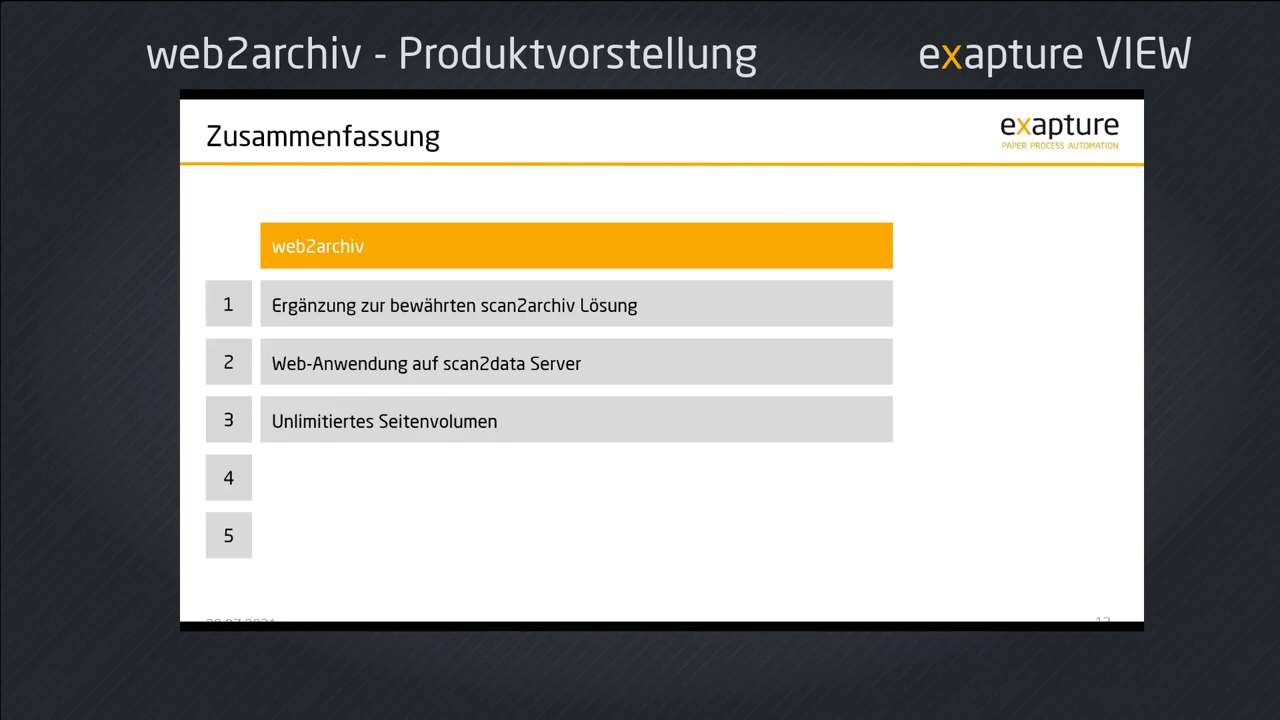 web2archiv - Produktvorstellung
exapture VIEW
Zusammenfassung
exapture
PAPER PROCESS AUTOMATION
web2archiv
1 Ergänzung zur bewährten scan2archiv Lösung
2 Web-Anwendung auf scan2data Server
3 Unlimitiertes Seitenvolumen
4
5